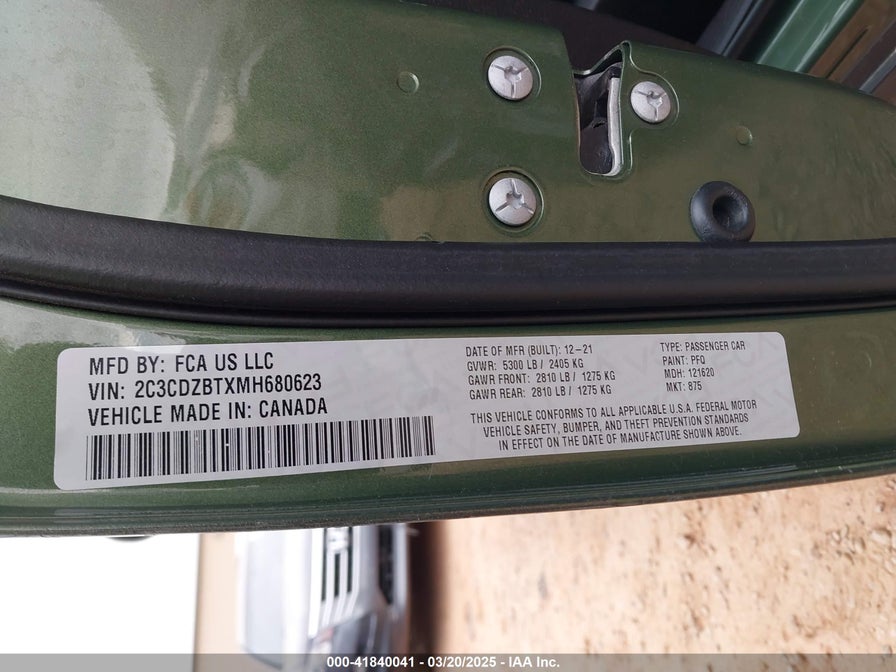 MFD BY: FCA US LLC
VIN: 2C3CDZBTXMH680623
VEHICLE MADE IN: CANADA
DATE OF MFR (BUILT): 12-21
GVWR: 5300 LB / 2405 KG
GAWR FRONT: 2810 LB / 1275 KG
GAWR REAR: 2810 LB / 1275 KG
TYPE: PASSENGER CAR
PAINT: PFQ
MDH: 121620
MKT: 875
THIS VEHICLE CONFORMS TO ALL APPLICABLE U.S.A. FEDERAL MOTOR
VEHICLE SAFETY, BUMPER, AND THEFT PREVENTION STANDARDS
IN EFFECT ON THE DATE OF MANUFACTURE SHOWN ABOVE.
000-41840041 - 03/20/2025 - IAA Inc.